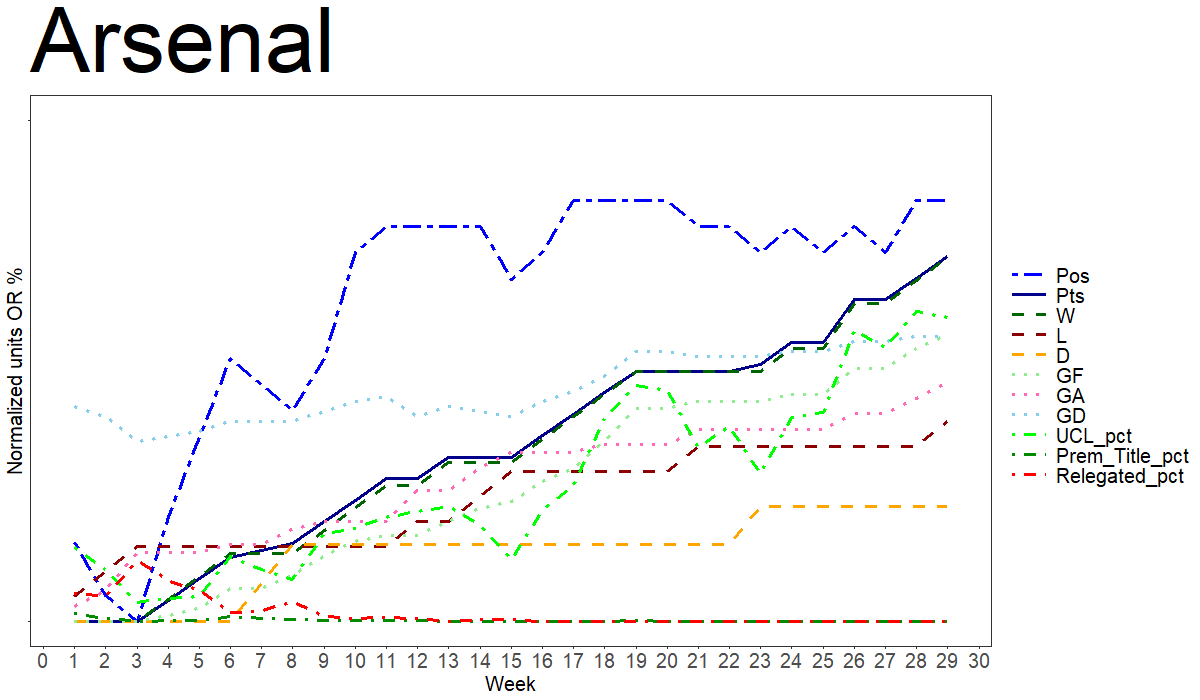 Arsenal
Normalized units OR %
Pos
Pts
W
L
D
GF
GA
GD
UCL_pct
Prem_Title_pct
Relegated_pct
0 1 2 3 4 5 6 7 8 9 10 11 12 13 14 15 16 17 18 19 20 21 22 23 24 25 26 27 28 29 30
Week